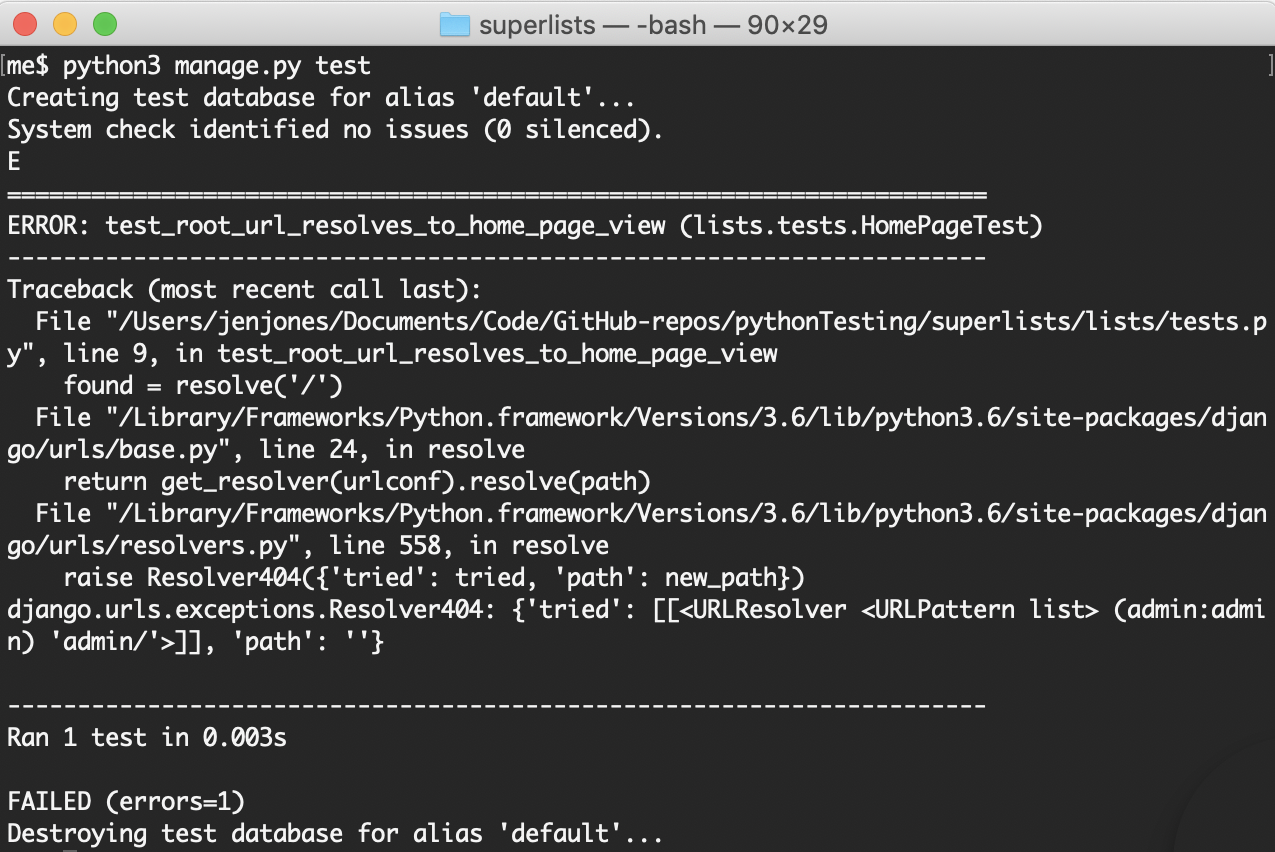 superlists — -bash — 90×29
[me$ python3 manage.py test ]
Creating test database for alias 'default'...
System check identified no issues (0 silenced).
E
======================================================================
ERROR: test_root_url_resolves_to_home_page_view (lists.tests.HomePageTest)
----------------------------------------------------------------------
Traceback (most recent call last):
  File "/Users/jenjones/Documents/Code/GitHub-repos/pythonTesting/superlists/lists/tests.p
y", line 9, in test_root_url_resolves_to_home_page_view
    found = resolve('/')
  File "/Library/Frameworks/Python.framework/Versions/3.6/lib/python3.6/site-packages/djan
go/urls/base.py", line 24, in resolve
    return get_resolver(urlconf).resolve(path)
  File "/Library/Frameworks/Python.framework/Versions/3.6/lib/python3.6/site-packages/djan
go/urls/resolvers.py", line 558, in resolve
    raise Resolver404({'tried': tried, 'path': new_path})
django.urls.exceptions.Resolver404: {'tried': [[<URLResolver <URLPattern list> (admin:admi
n) 'admin/'>]], 'path': ''}
----------------------------------------------------------------------
Ran 1 test in 0.003s
FAILED (errors=1)
Destroying test database for alias 'default'...